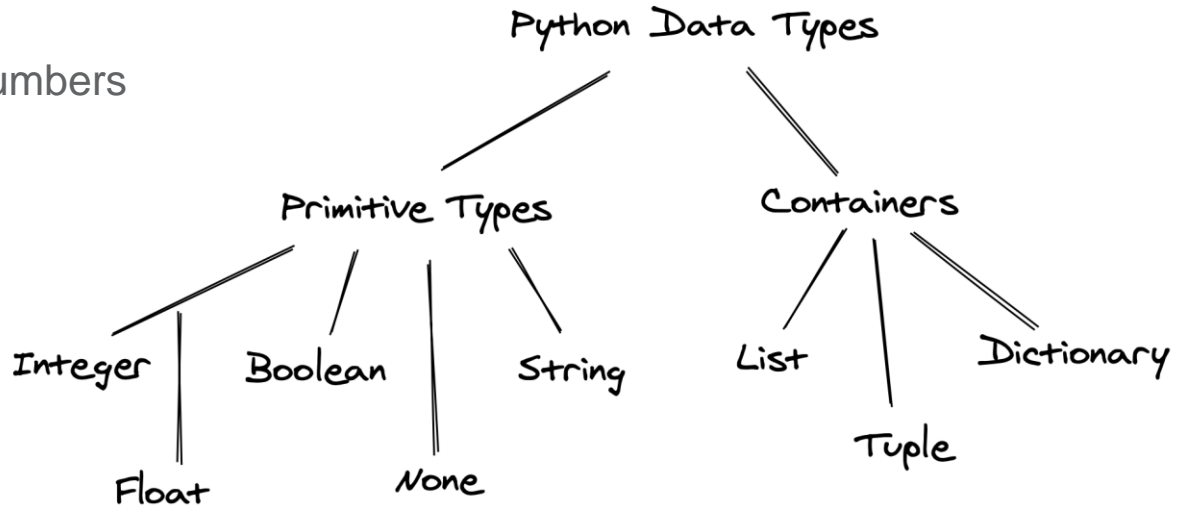 Python Data Types
umbers
Primitive Types
Containers
Integer
Boolean
String
List
Dictionary
Tuple
Float
None